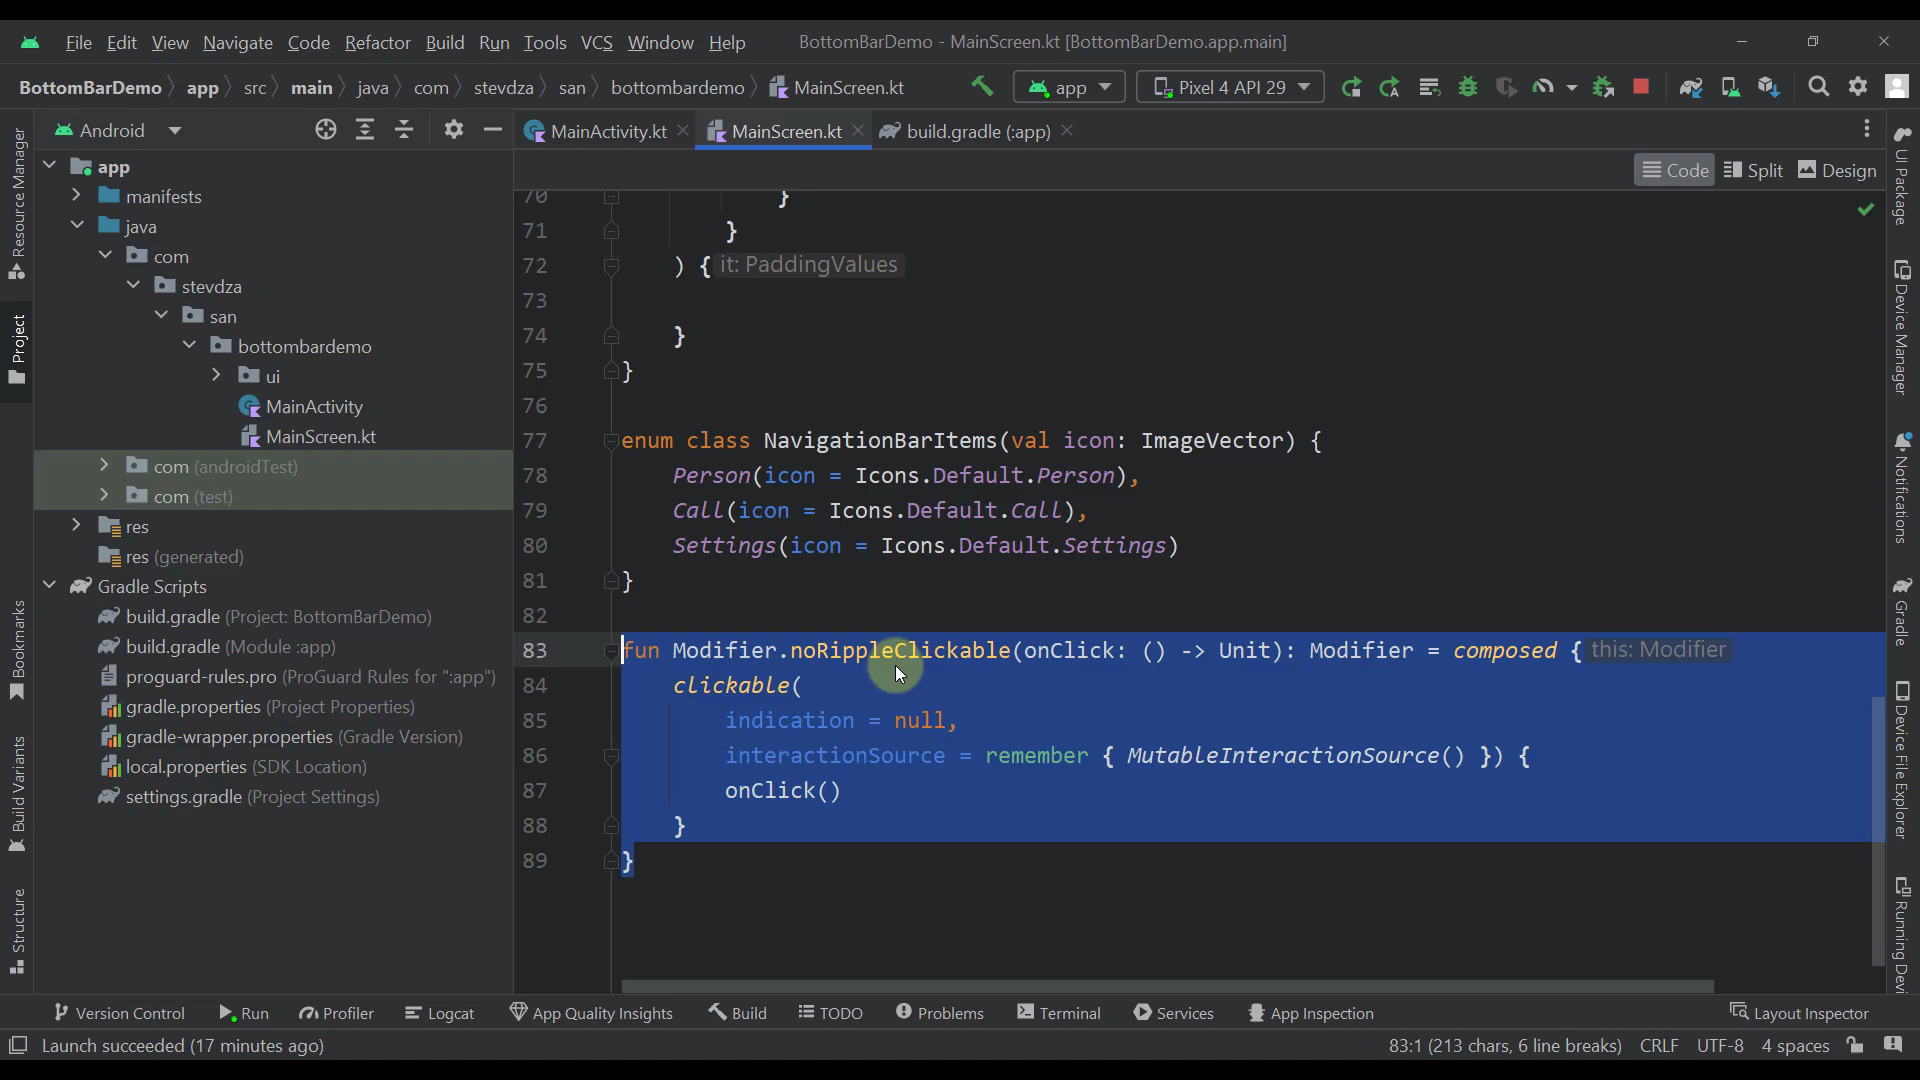 File Edit View Navigate Code Refactor Build Run Tools VCS Window Help BottomBarDemo - MainScreen.kt [BottomBarDemo.app.main]
BottomBarDemo app src main java com stevdza san bottombardemo MainScreen.kt app Pixel 4 API 29
Android
MainActivity.kt MainScreen.kt build.gradle (:app)
Code Split Design
app
manifests
java
com
stevdza
san
bottombardemo
ui
MainActivity
MainScreen.kt
com (androidTest)
com (test)
res
res (generated)
Gradle Scripts
build.gradle (Project: BottomBarDemo)
build.gradle (Module :app)
proguard-rules.pro (ProGuard Rules for ":app")
gradle.properties (Project Properties)
gradle-wrapper.properties (Gradle Version)
local.properties (SDK Location)
settings.gradle (Project Settings)
70 }
71 }
72 ) { it: PaddingValues
73
74 }
75 }
76
77 enum class NavigationBarItems(val icon: ImageVector) {
78 Person(icon = Icons.Default.Person),
79 Call(icon = Icons.Default.Call),
80 Settings(icon = Icons.Default.Settings)
81 }
82
83 fun Modifier.noRippleClickable(onClick: () -> Unit): Modifier = composed { this: Modifier
84 clickable(
85 indication = null,
86 interactionSource = remember { MutableInteractionSource() }) {
87 onClick()
88 }
89 }
Resource Manager
Project
Bookmarks
Build Variants
Structure
UI Package
Device Manager
Notifications
Gradle
Device File Explorer
Running Devi
Version Control Run Profiler Logcat App Quality Insights Build TODO Problems Terminal Services App Inspection Layout Inspector
Launch succeeded (17 minutes ago) 83:1 (213 chars, 6 line breaks) CRLF UTF-8 4 spaces